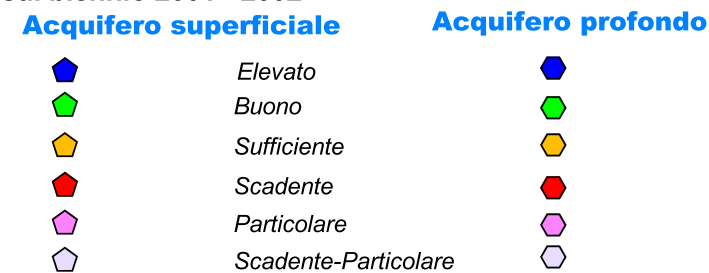 Acquifero superficiale
Acquifero profondo
Elevato
Buono
Sufficiente
Scadente
Particolare
Scadente-Particolare